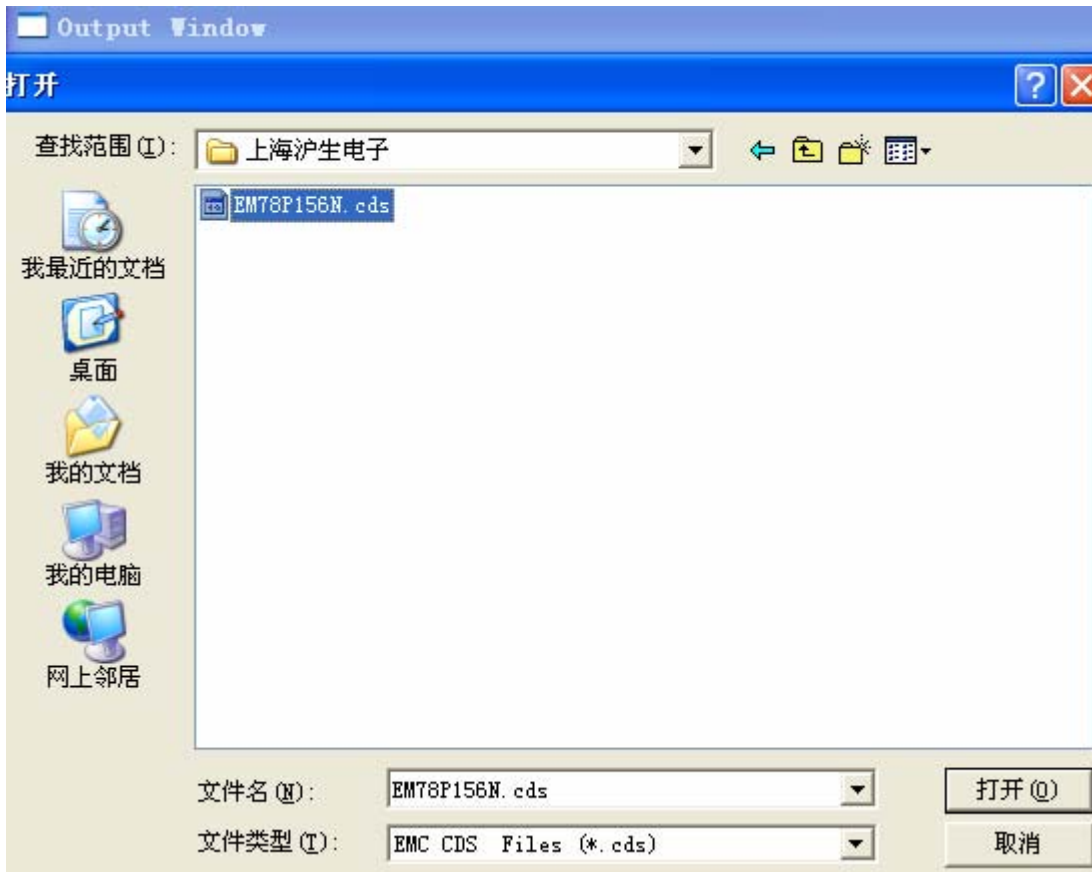 Output Window
打开
查找范围(I):
上海沪生电子
EM78P156N.cds
我最近的文档
桌面
我的文档
我的电脑
网上邻居
文件名(N):
EM78P156N.cds
打开(O)
文件类型(T):
EMC CDS Files (*.cds)
取消